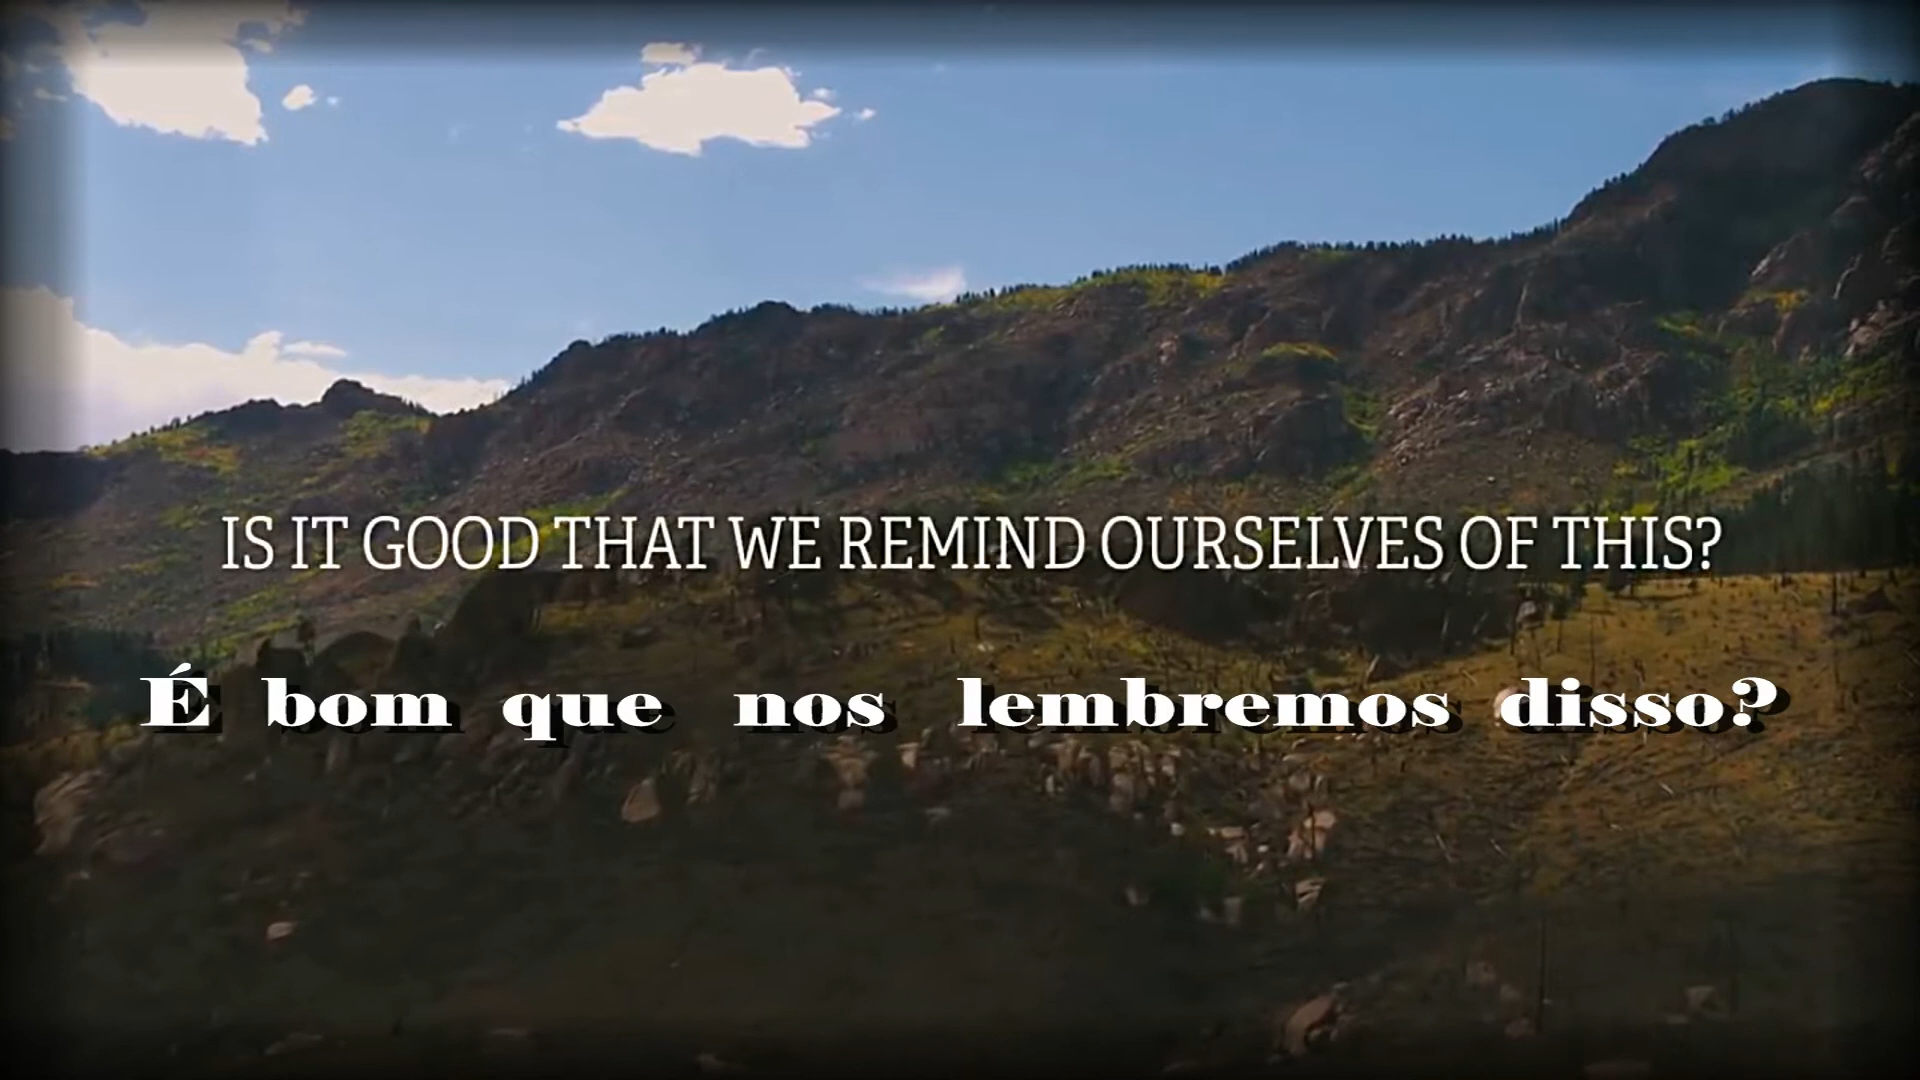 IS IT GOOD THAT WE REMIND OURSELVES OF THIS?
É bom que nos lembremos disso?